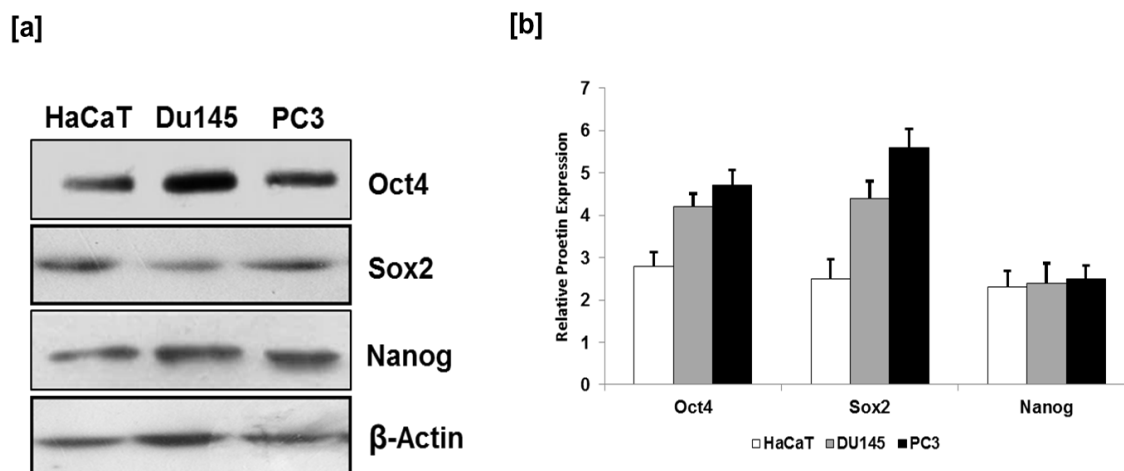 [a]
HaCaT Du145 PC3
Oct4
Sox2
Nanog
β-Actin
[b]
Relative Proetin Expression
7
6
5
4
3
2
1
0
Oct4 Sox2 Nanog
HaCaT DU145 PC3